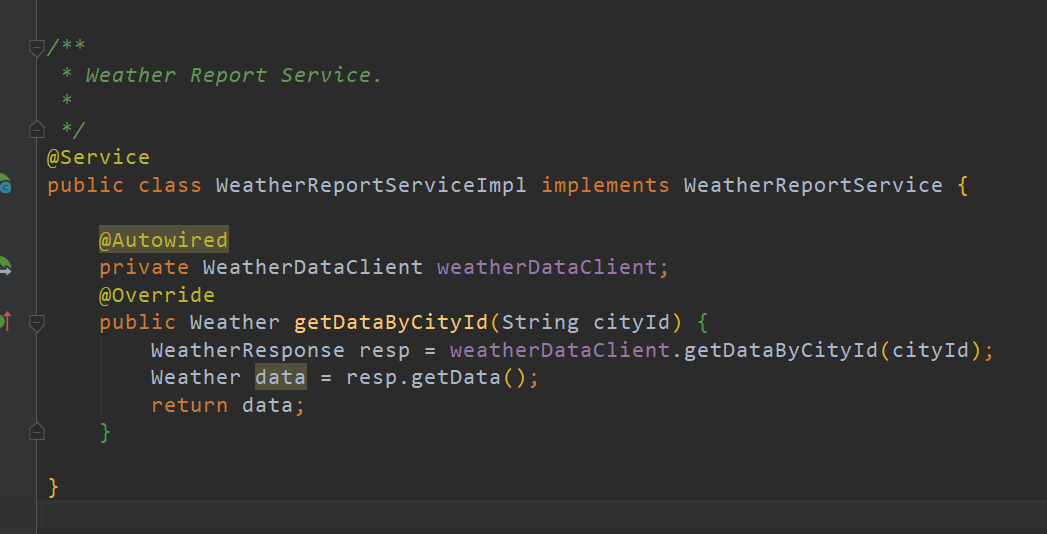 /**
 * Weather Report Service.
 *
 */
@Service
public class WeatherReportServiceImpl implements WeatherReportService {
    @Autowired
    private WeatherDataClient weatherDataClient;
    @Override
    public Weather getDataByCityId(String cityId) {
        WeatherResponse resp = weatherDataClient.getDataByCityId(cityId);
        Weather data = resp.getData();
        return data;
    }
}